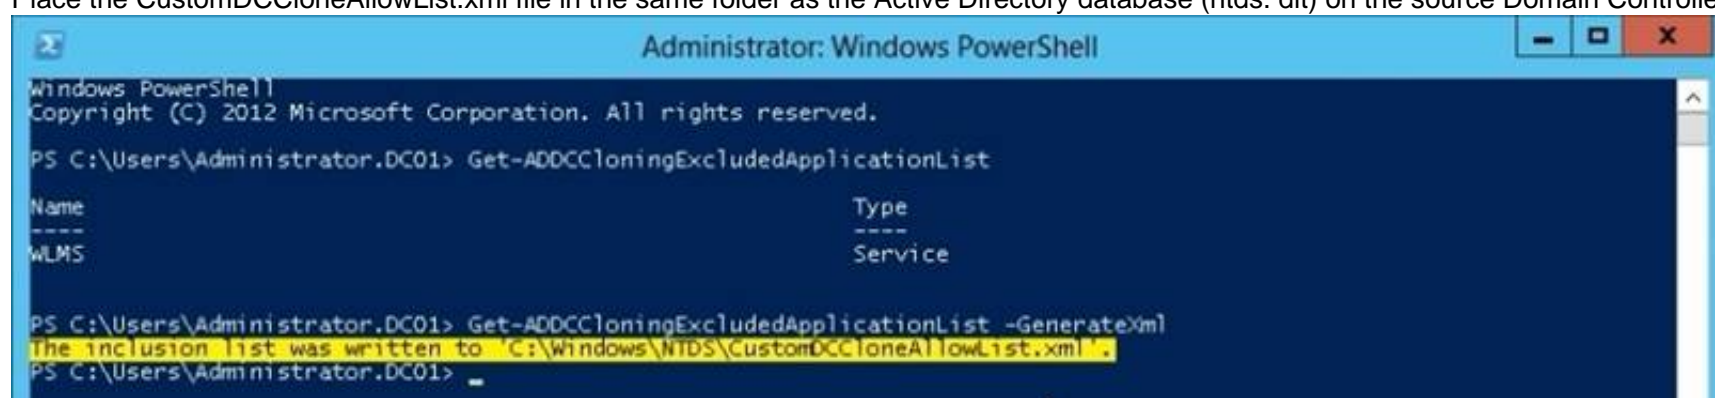 Place the CustomDCCloneAllowList.xml file in the same folder as the Active Directory database (ntds. dit) on the source Domain Controlle
Administrator: Windows PowerShell
Windows PowerShell
Copyright (C) 2012 Microsoft Corporation. All rights reserved.
PS C:\Users\Administrator.DC01> Get-ADDCCloningExcludedApplicationList
Name Type
---- ----
WLMS Service
PS C:\Users\Administrator.DC01> Get-ADDCCloningExcludedApplicationList -GenerateXml
The inclusion list was written to 'C:\Windows\NTDS\CustomDCCloneAllowList.xml'.
PS C:\Users\Administrator.DC01> _